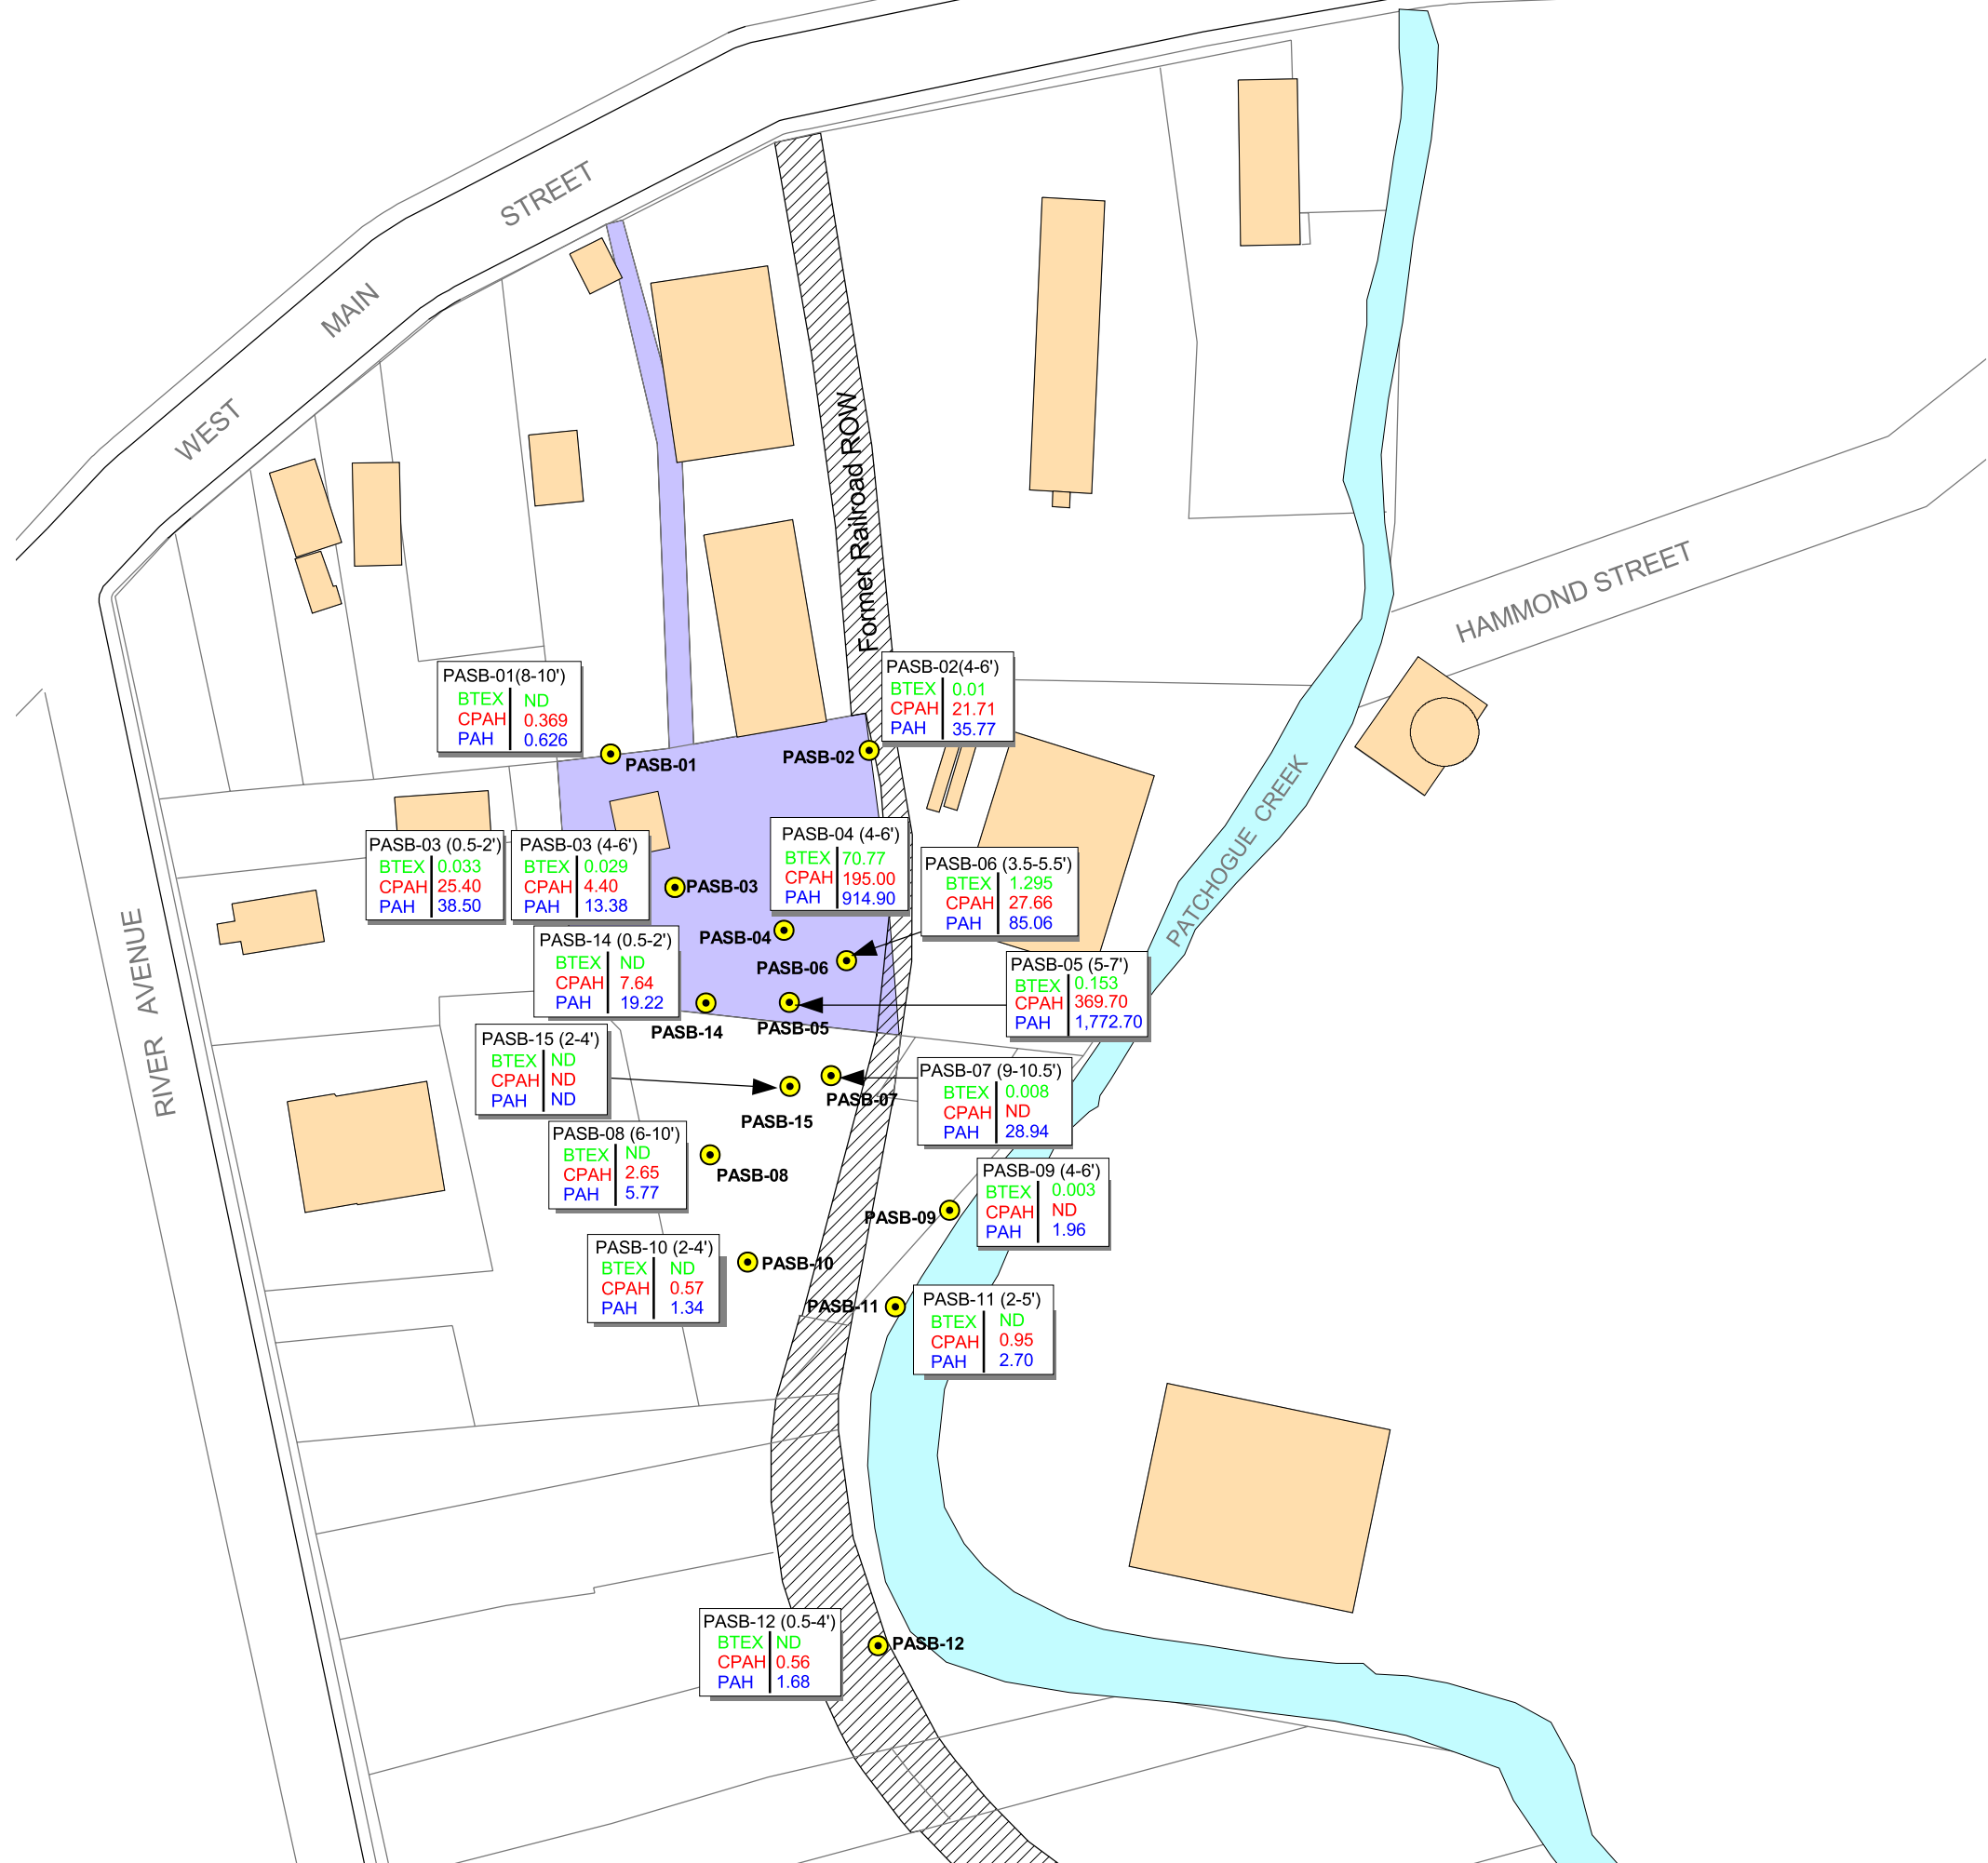 STREET
MAIN
WEST
Former Railroad ROW
HAMMOND STREET
PATCHOGUE CREEK
RIVER AVENUE
PASB-01(8-10')
BTEX ND
CPAH 0.369
PAH 0.626
PASB-01
PASB-02(4-6')
BTEX 0.01
CPAH 21.71
PAH 35.77
PASB-02
PASB-03 (0.5-2')
BTEX 0.033
CPAH 25.40
PAH 38.50
PASB-03 (4-6')
BTEX 0.029
CPAH 4.40
PAH 13.38
PASB-03
PASB-04 (4-6')
BTEX 70.77
CPAH 195.00
PAH 914.90
PASB-04
PASB-06 (3.5-5.5')
BTEX 1.295
CPAH 27.66
PAH 85.06
PASB-06
PASB-14 (0.5-2')
BTEX ND
CPAH 7.64
PAH 19.22
PASB-14
PASB-05 (5-7')
BTEX 0.153
CPAH 369.70
PAH 1,772.70
PASB-05
PASB-15 (2-4')
BTEX ND
CPAH ND
PAH ND
PASB-15
PASB-07 (9-10.5')
BTEX 0.008
CPAH ND
PAH 28.94
PASB-07
PASB-08 (6-10')
BTEX ND
CPAH 2.65
PAH 5.77
PASB-08
PASB-09 (4-6')
BTEX 0.003
CPAH ND
PAH 1.96
PASB-09
PASB-10 (2-4')
BTEX ND
CPAH 0.57
PAH 1.34
PASB-10
PASB-11 (2-5')
BTEX ND
CPAH 0.95
PAH 2.70
PASB-11
PASB-12 (0.5-4')
BTEX ND
CPAH 0.56
PAH 1.68
PASB-12